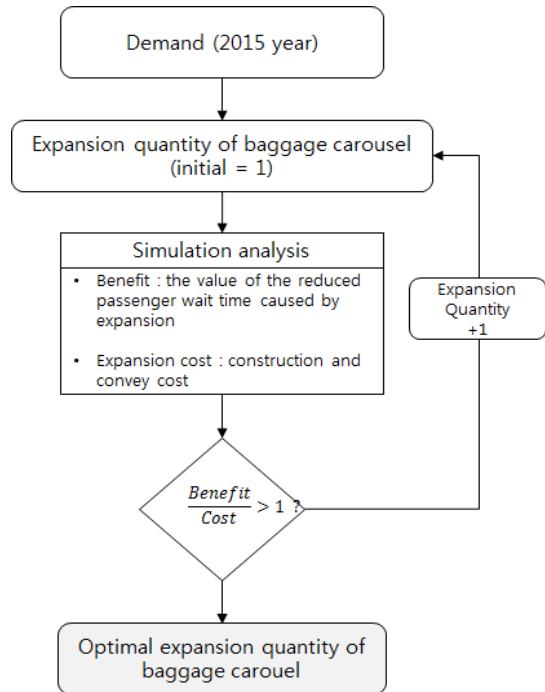 Demand (2015 year)
Expansion quantity of baggage carousel
(initial = 1)
Simulation analysis
• Benefit : the value of the reduced
passenger wait time caused by
expansion
• Expansion cost : construction and
convey cost
Expansion
Quantity
+1
Benefit/Cost > 1 ?
Optimal expansion quantity of
baggage carouel